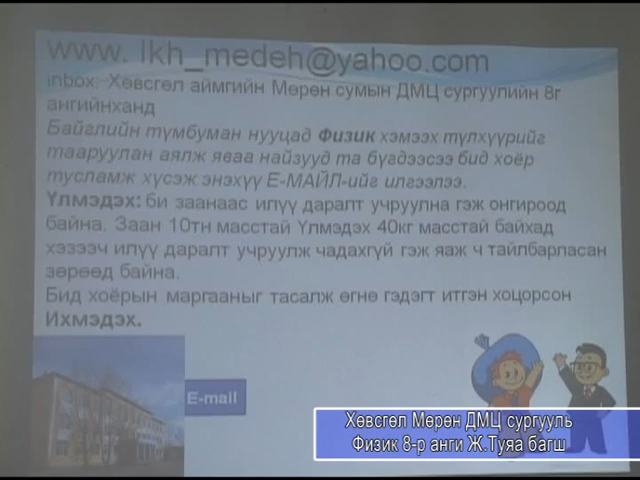 www. Ikh_medeh@yahoo.com
inbox: Хөвсгөл аймгийн Мөрөн сумын ДМЦ сургуулийн 8г
ангийнханд
Байглийн түмбуман нууцад Физик хэмээх түлхүүрийг
тааруулан аялж яваа найзууд та бүгдээсээ бид хоёр
тусламж хүсэж энэхүү Е-МАЙЛ-ийг илгээлээ.
Үлмэдэх: би заанаас илүү даралт учруулна гэж онгироод
байна. Заан 10тн масстай Үлмэдэх 40кг масстай байхад
хэзээч илүү даралт учруулж чадахгүй гэж яаж ч тайлбарласан
зөрөөд байна.
Бид хоёрын маргааныг тасалж өгнө гэдэгт итгэн хоцорсон
Ихмэдэх.
E-mail
Хөвсгөл Мөрөн ДМЦ сургууль
Физик 8-р анги Ж.Туяа багш